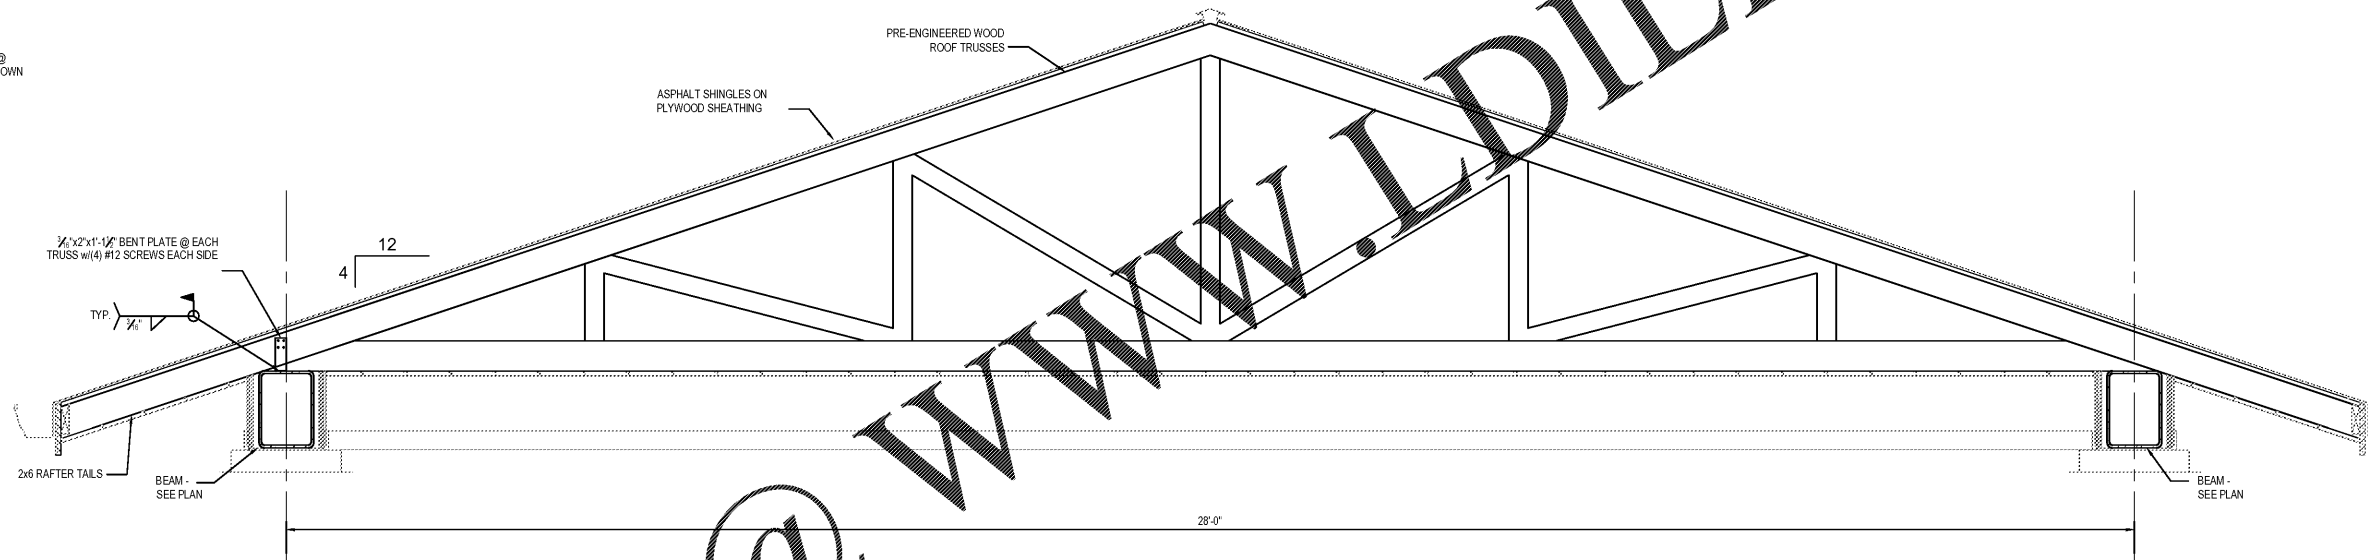 @
OWN
PRE-ENGINEERED WOOD
ROOF TRUSSES
ASPHALT SHINGLES ON
PLYWOOD SHEATHING
3/16"x2"x1'-1½" BENT PLATE @ EACH
TRUSS w/(4) #12 SCREWS EACH SIDE
12
4
TYP.
3/16"
2x6 RAFTER TAILS
BEAM -
SEE PLAN
BEAM -
SEE PLAN
28'-0"
@ WWW.LDIL